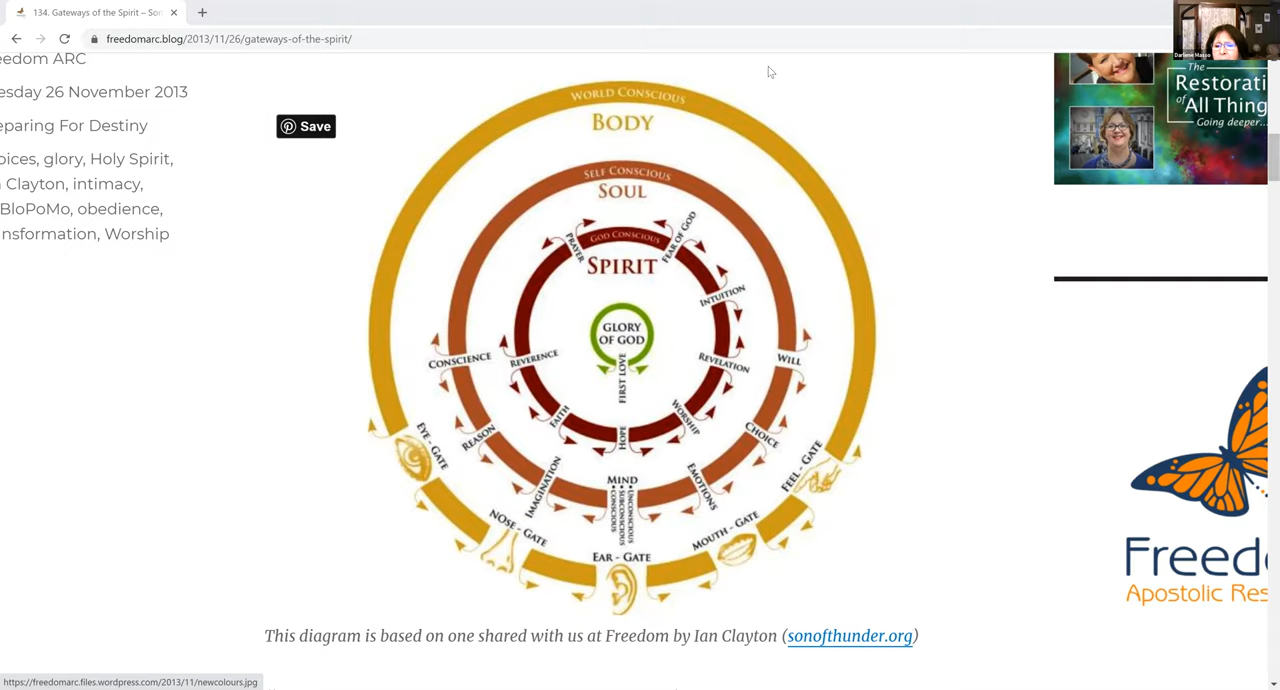 134. Gateways of the Spirit – Son
freedomarc.blog/2013/11/26/gateways-of-the-spirit/
Darlene Masso
eedom ARC
esday 26 November 2013
eparing For Destiny
oices, glory, Holy Spirit,
Clayton, intimacy,
BloPoMo, obedience,
nsformation, Worship
Save
WORLD CONSCIOUS
BODY
SELF CONSCIOUS
SOUL
GOD CONSCIOUS
SPIRIT
PRAYER
FEAR OF GOD
INTUITION
REVELATION
WORSHIP
HOPE
FAITH
REVERENCE
GLORY
OF GOD
FIRST LOVE
CONSCIENCE
REASON
IMAGINATION
MIND
CONSCIOUS
SUBCONSCIOUS
UNCONSCIOUS
EMOTIONS
CHOICE
WILL
EYE - GATE
NOSE - GATE
EAR - GATE
MOUTH - GATE
FEEL - GATE
This diagram is based on one shared with us at Freedom by Ian Clayton (sonofthunder.org)
The
Restorati
of All Thing
Going deeper...
Freed
Apostolic Res
https://freedomarc.files.wordpress.com/2013/11/newcolours.jpg